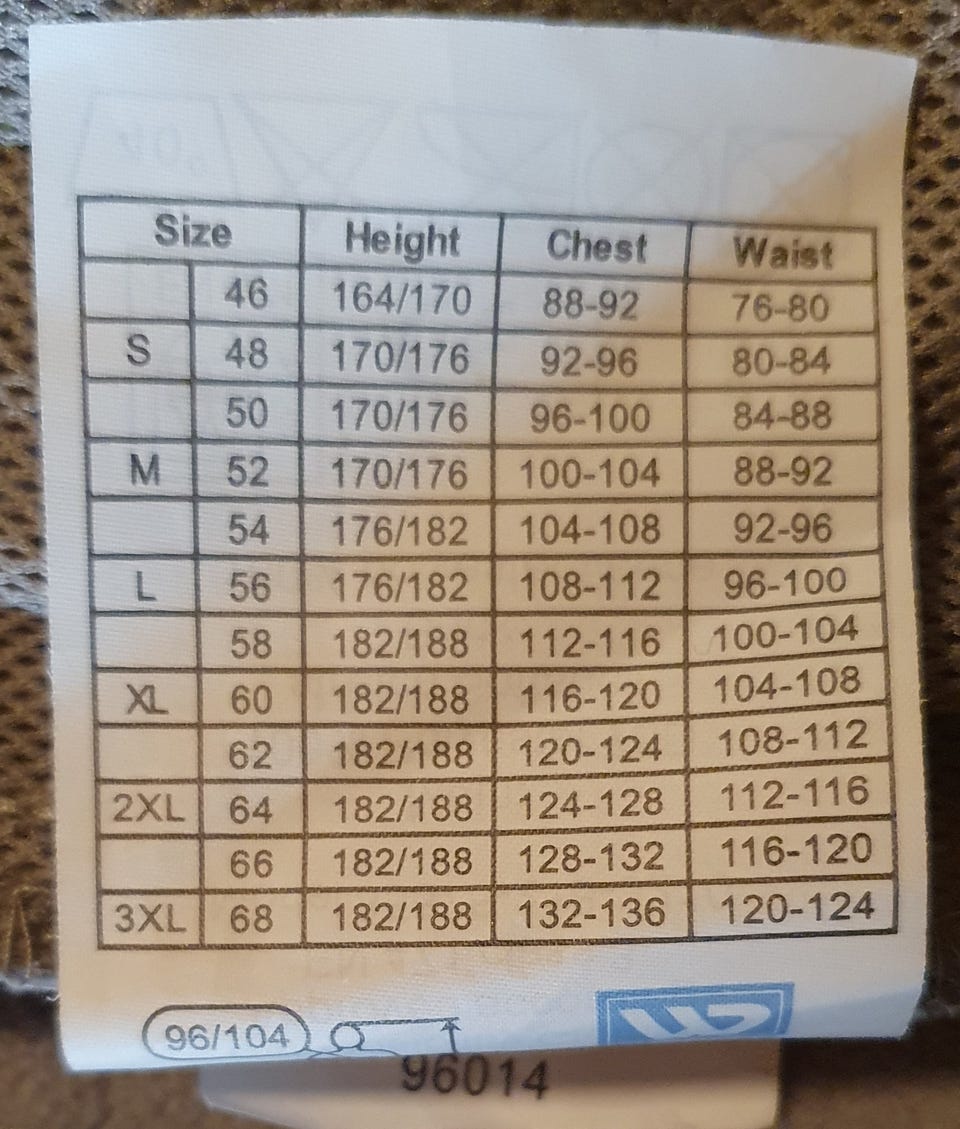 Size Height Chest Waist
46 164/170 88-92 76-80
S 48 170/176 92-96 80-84
50 170/176 96-100 84-88
M 52 170/176 100-104 88-92
54 176/182 104-108 92-96
L 56 176/182 108-112 96-100
58 182/188 112-116 100-104
XL 60 182/188 116-120 104-108
62 182/188 120-124 108-112
2XL 64 182/188 124-128 112-116
66 182/188 128-132 116-120
3XL 68 182/188 132-136 120-124
96/104
96014